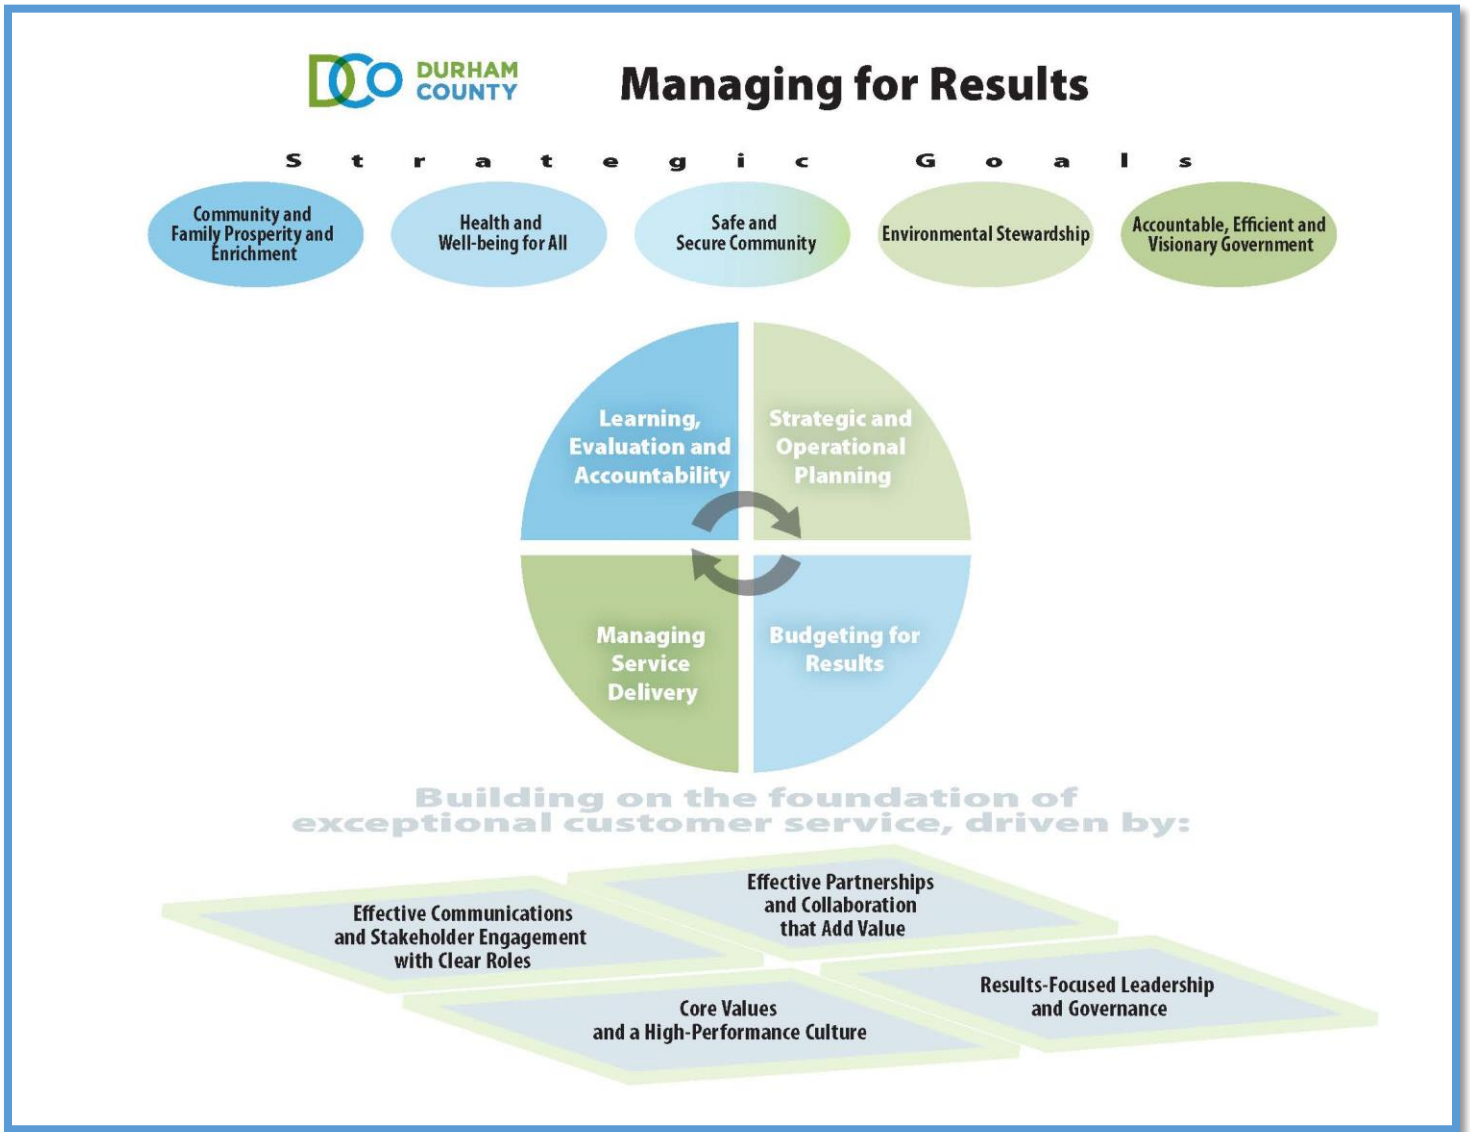 DCO DURHAM
COUNTY
Managing for Results
Strategic Goals
Community and
Family Prosperity and
Enrichment
Health and
Well-being for All
Safe and
Secure Community
Environmental Stewardship
Accountable, Efficient and
Visionary Government
Learning,
Evaluation and
Accountability
Strategic and
Operational
Planning
Managing
Service
Delivery
Budgeting for
Results
Building on the foundation of
exceptional customer service, driven by:
Effective Communications
and Stakeholder Engagement
with Clear Roles
Effective Partnerships
and Collaboration
that Add Value
Core Values
and a High-Performance Culture
Results-Focused Leadership
and Governance